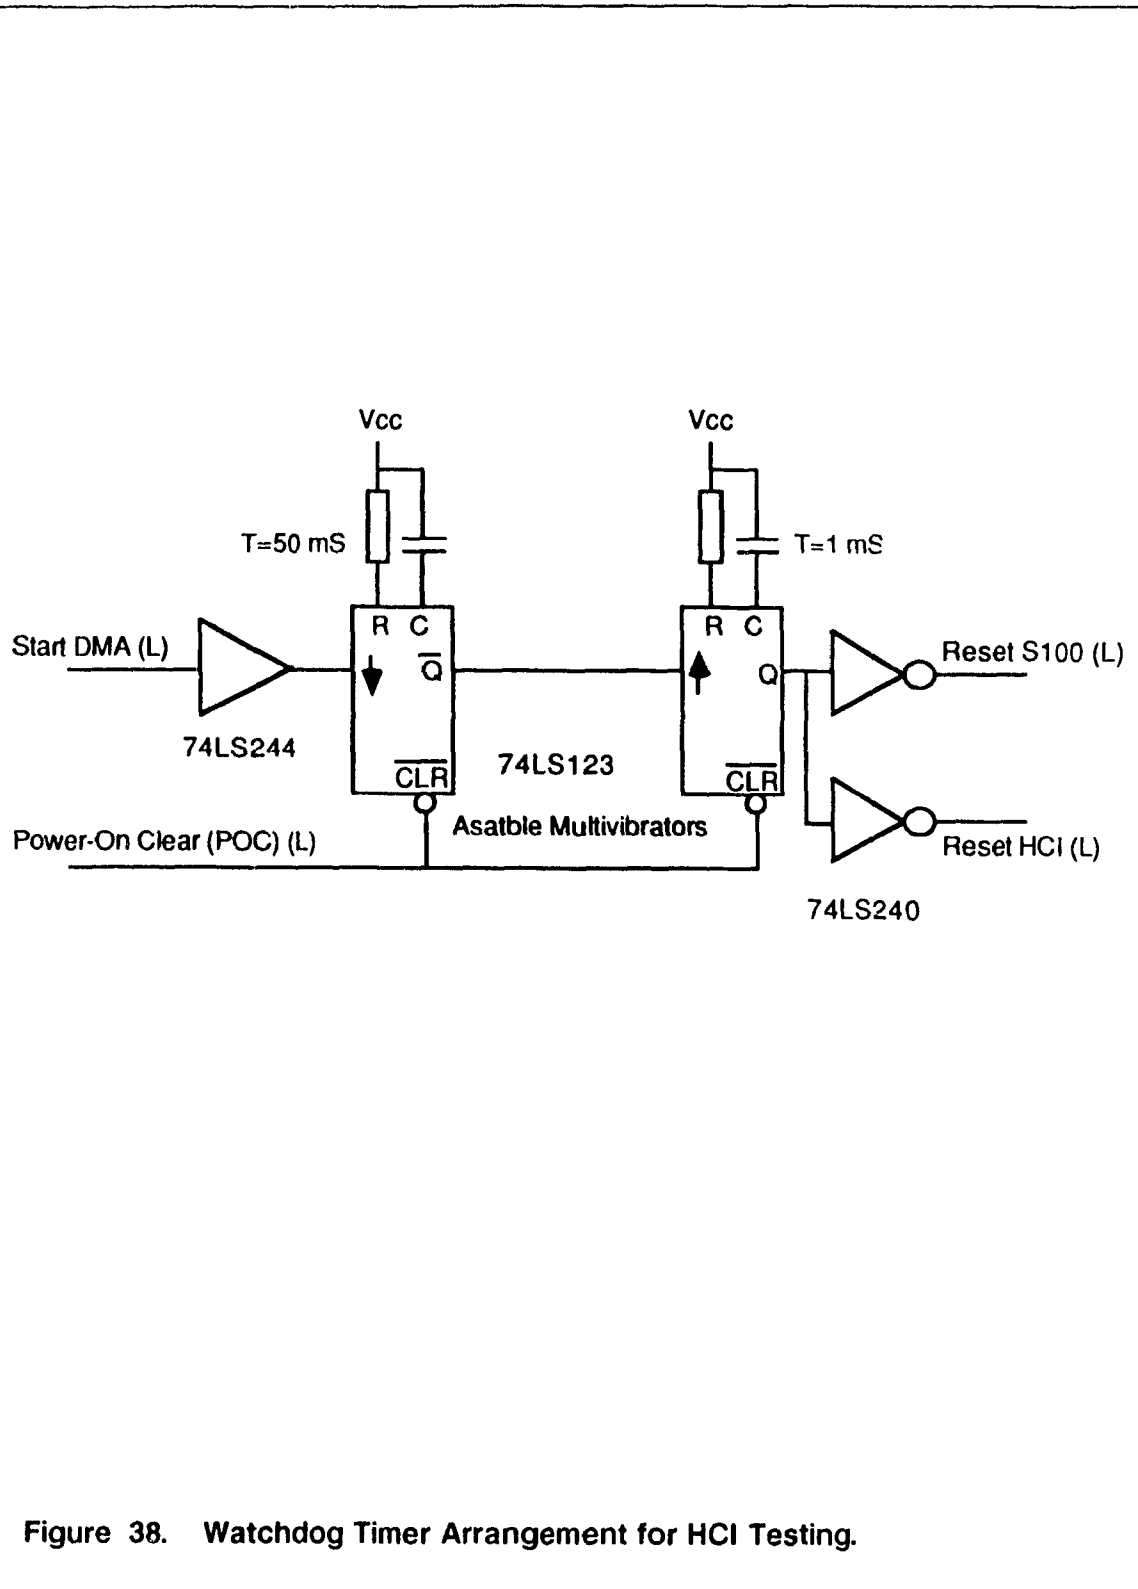 Vcc
Vcc
T=50 mS
T=1 mS
R C
R C
Start DMA (L)
Q
Q
Reset S100 (L)
74LS244
CLR
74LS123
CLR
Asatble Multivibrators
Power-On Clear (POC) (L)
Reset HCI (L)
74LS240
Figure 38. Watchdog Timer Arrangement for HCI Testing.